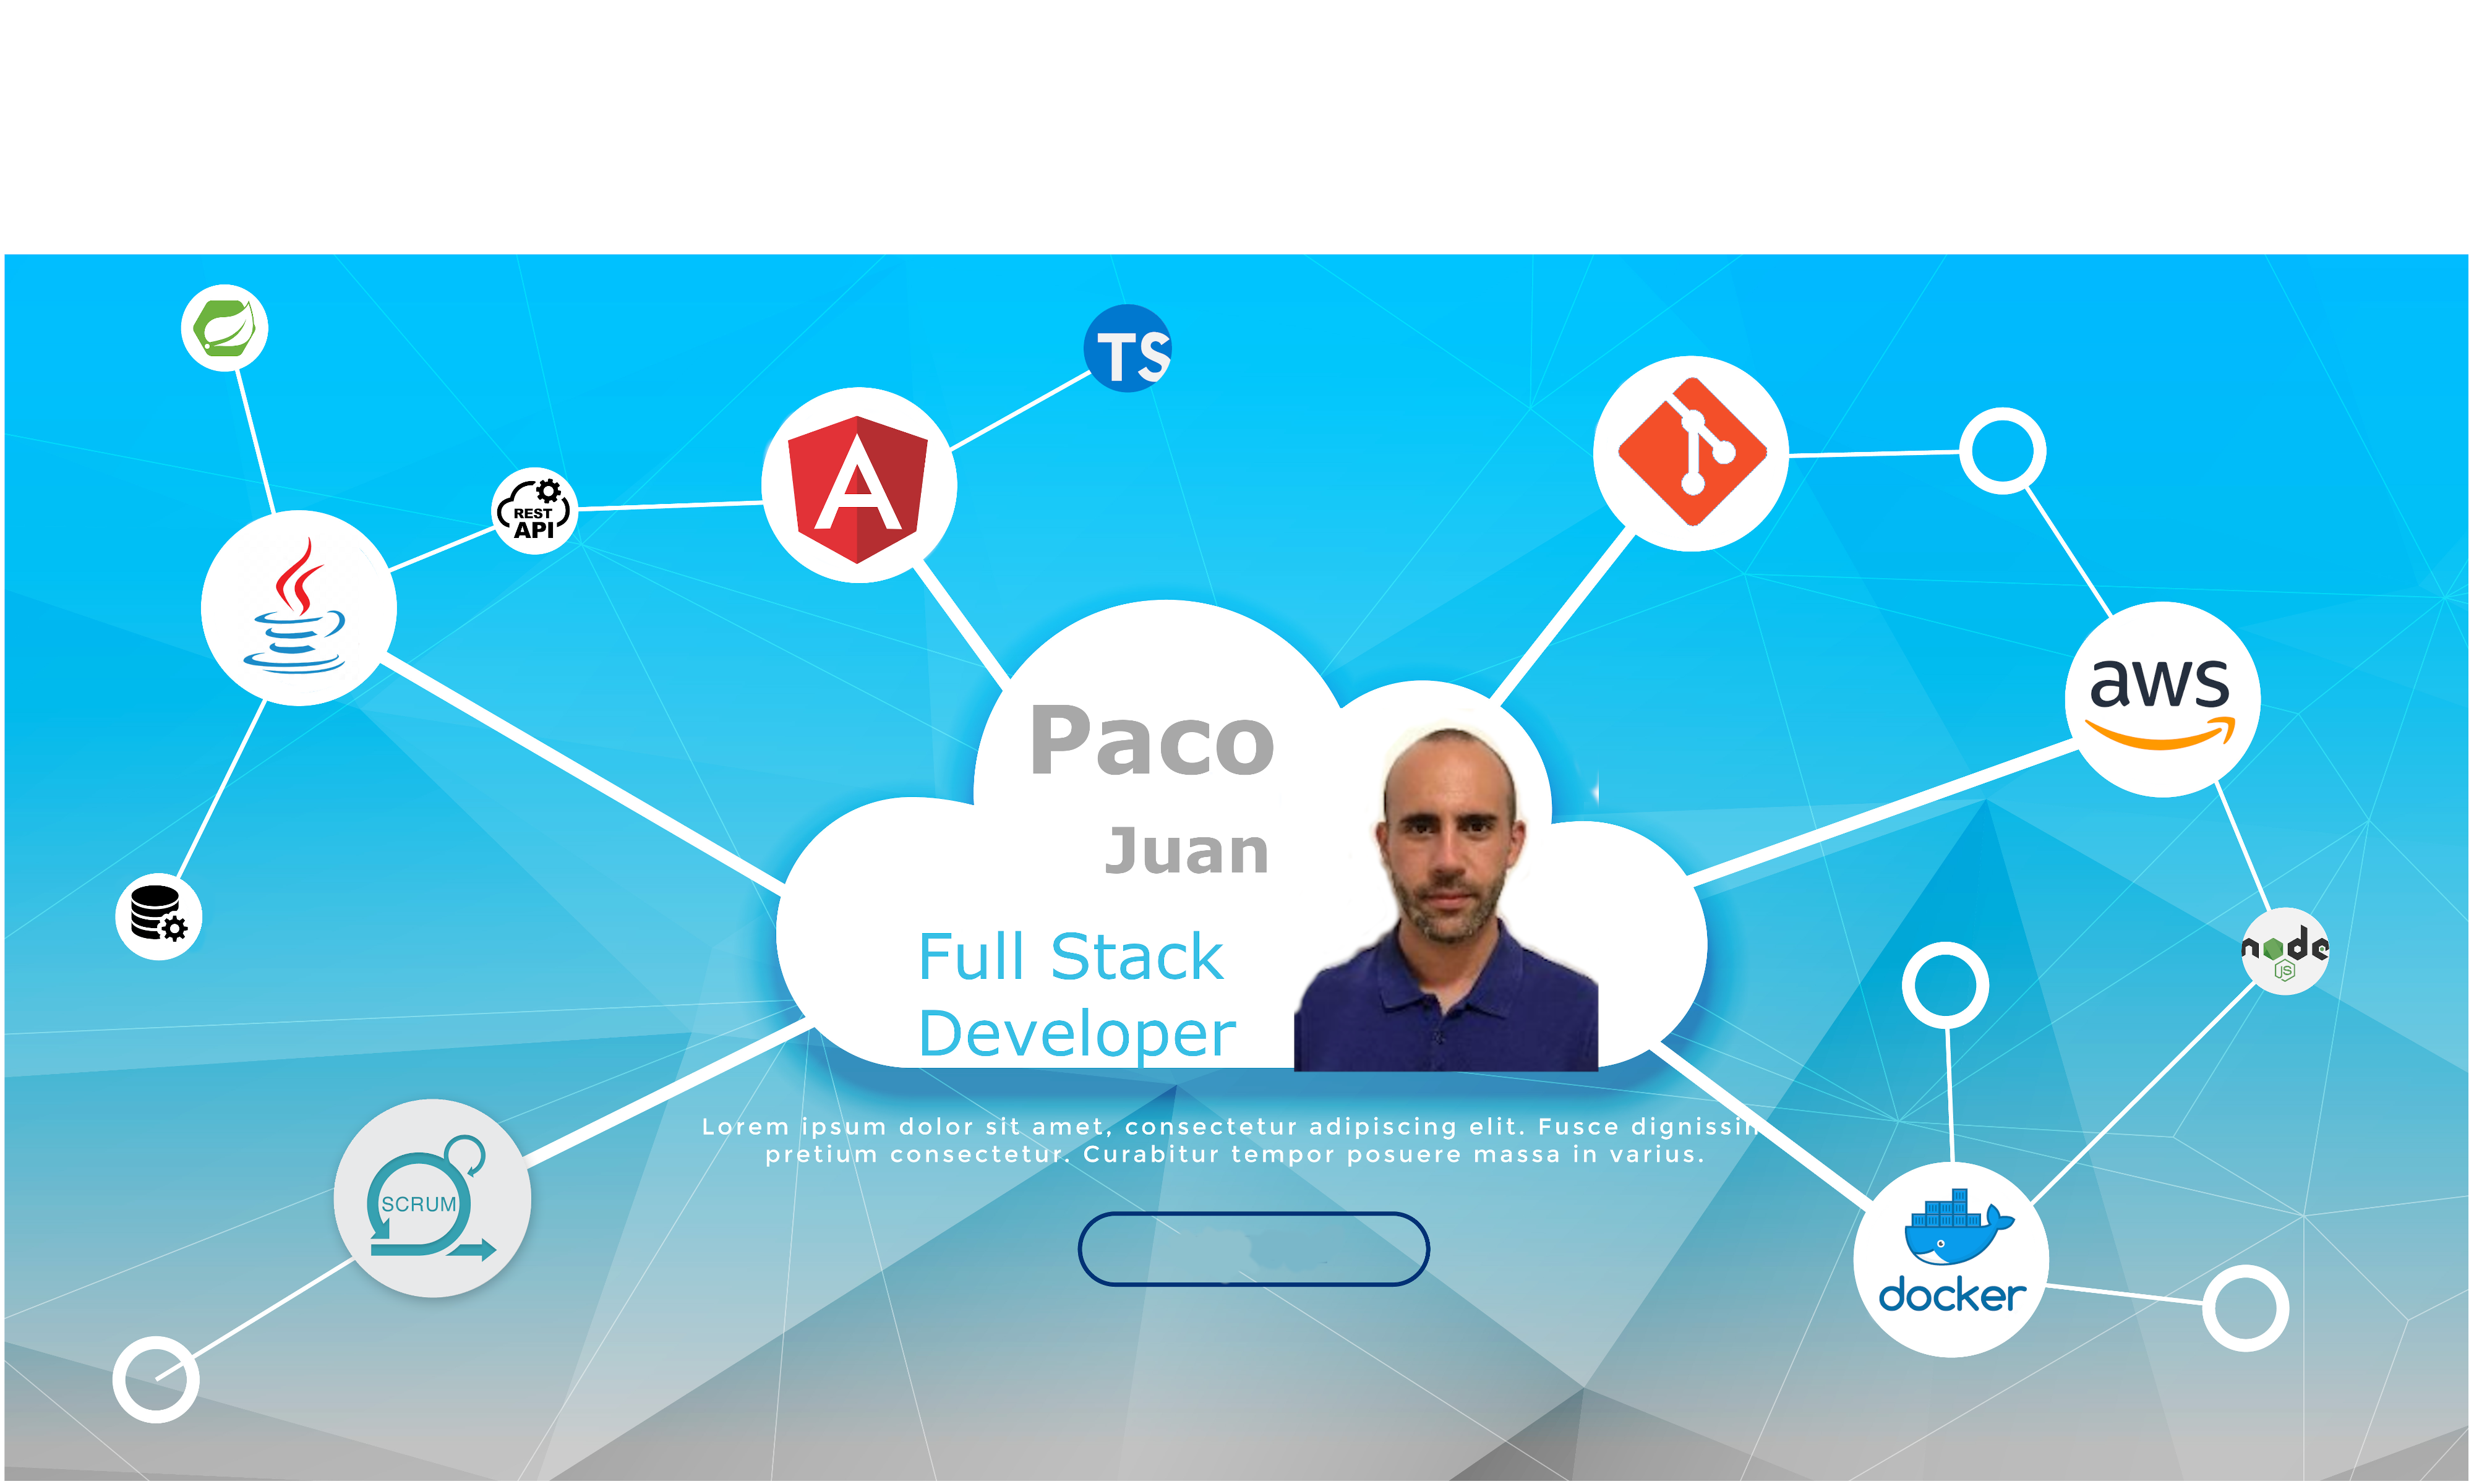 TS
REST
API
aws
Paco
Juan
Full Stack
Developer
node
JS
Lorem ipsum dolor sit amet, consectetur adipiscing elit. Fusce dignissin
pretium consectetur. Curabitur tempor posuere massa in varius.
SCRUM
docker